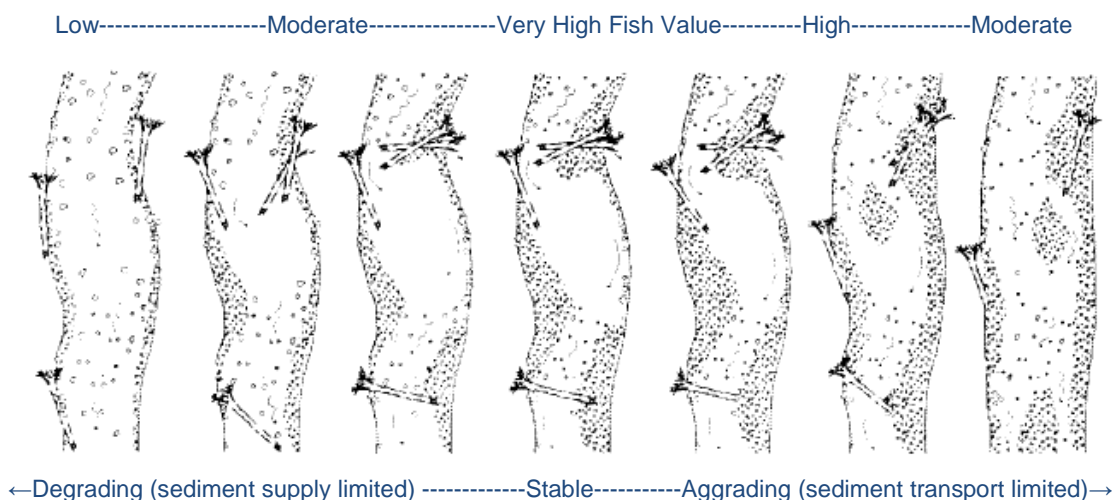 Low--------------------Moderate---------------Very High Fish Value----------High--------------Moderate
←Degrading (sediment supply limited) -------------Stable-----------Aggrading (sediment transport limited)→